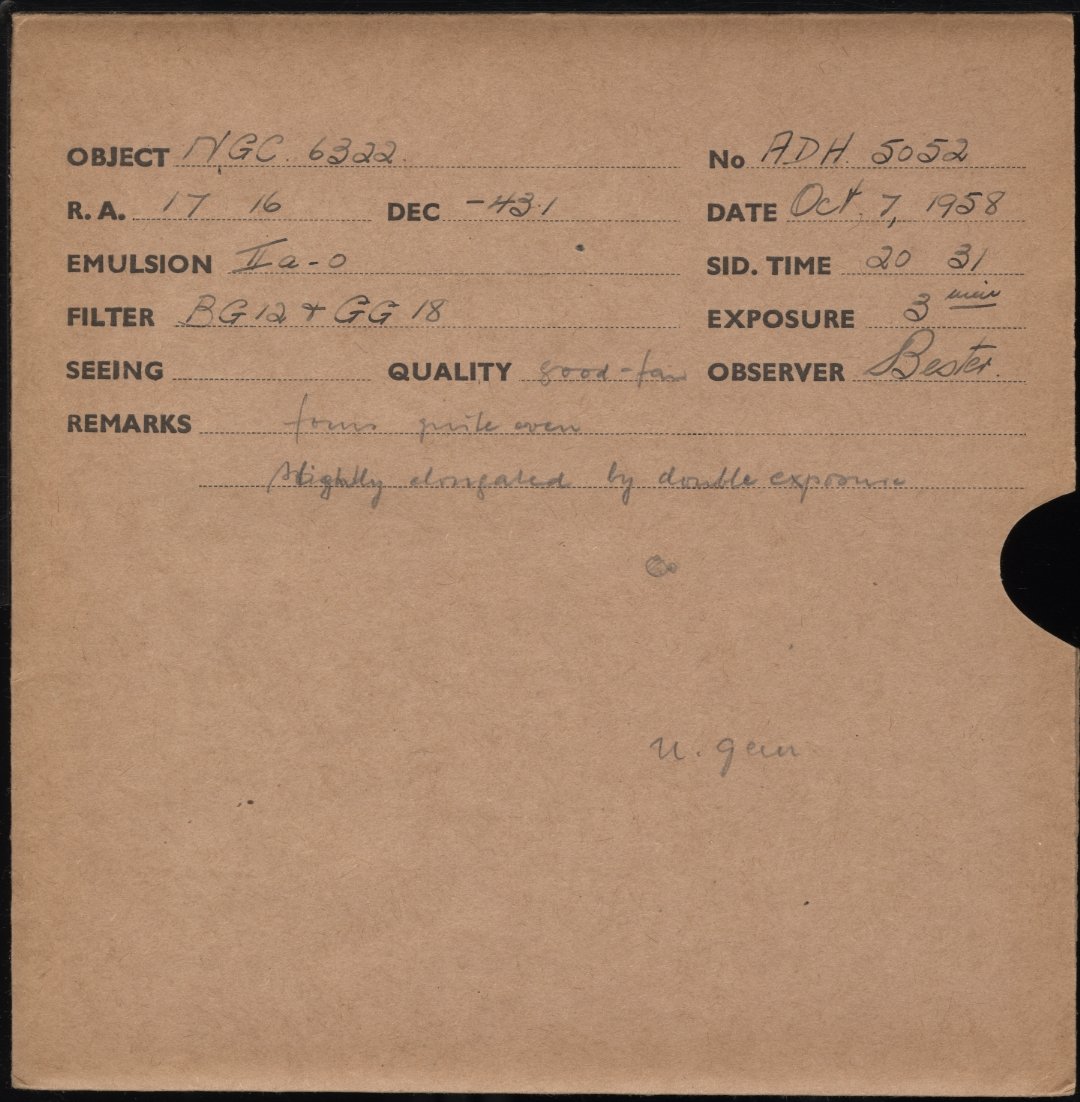 OBJECT NGC. 6322. No ADH. 5052
R. A. 17 16 DEC -43.1 DATE Oct. 7, 1958
EMULSION IIa-o SID. TIME 20 31
FILTER BG12 + GG 18 EXPOSURE 3 min
SEEING QUALITY good-fair OBSERVER Bester.
REMARKS focus quite even
slightly elongated by double exposure